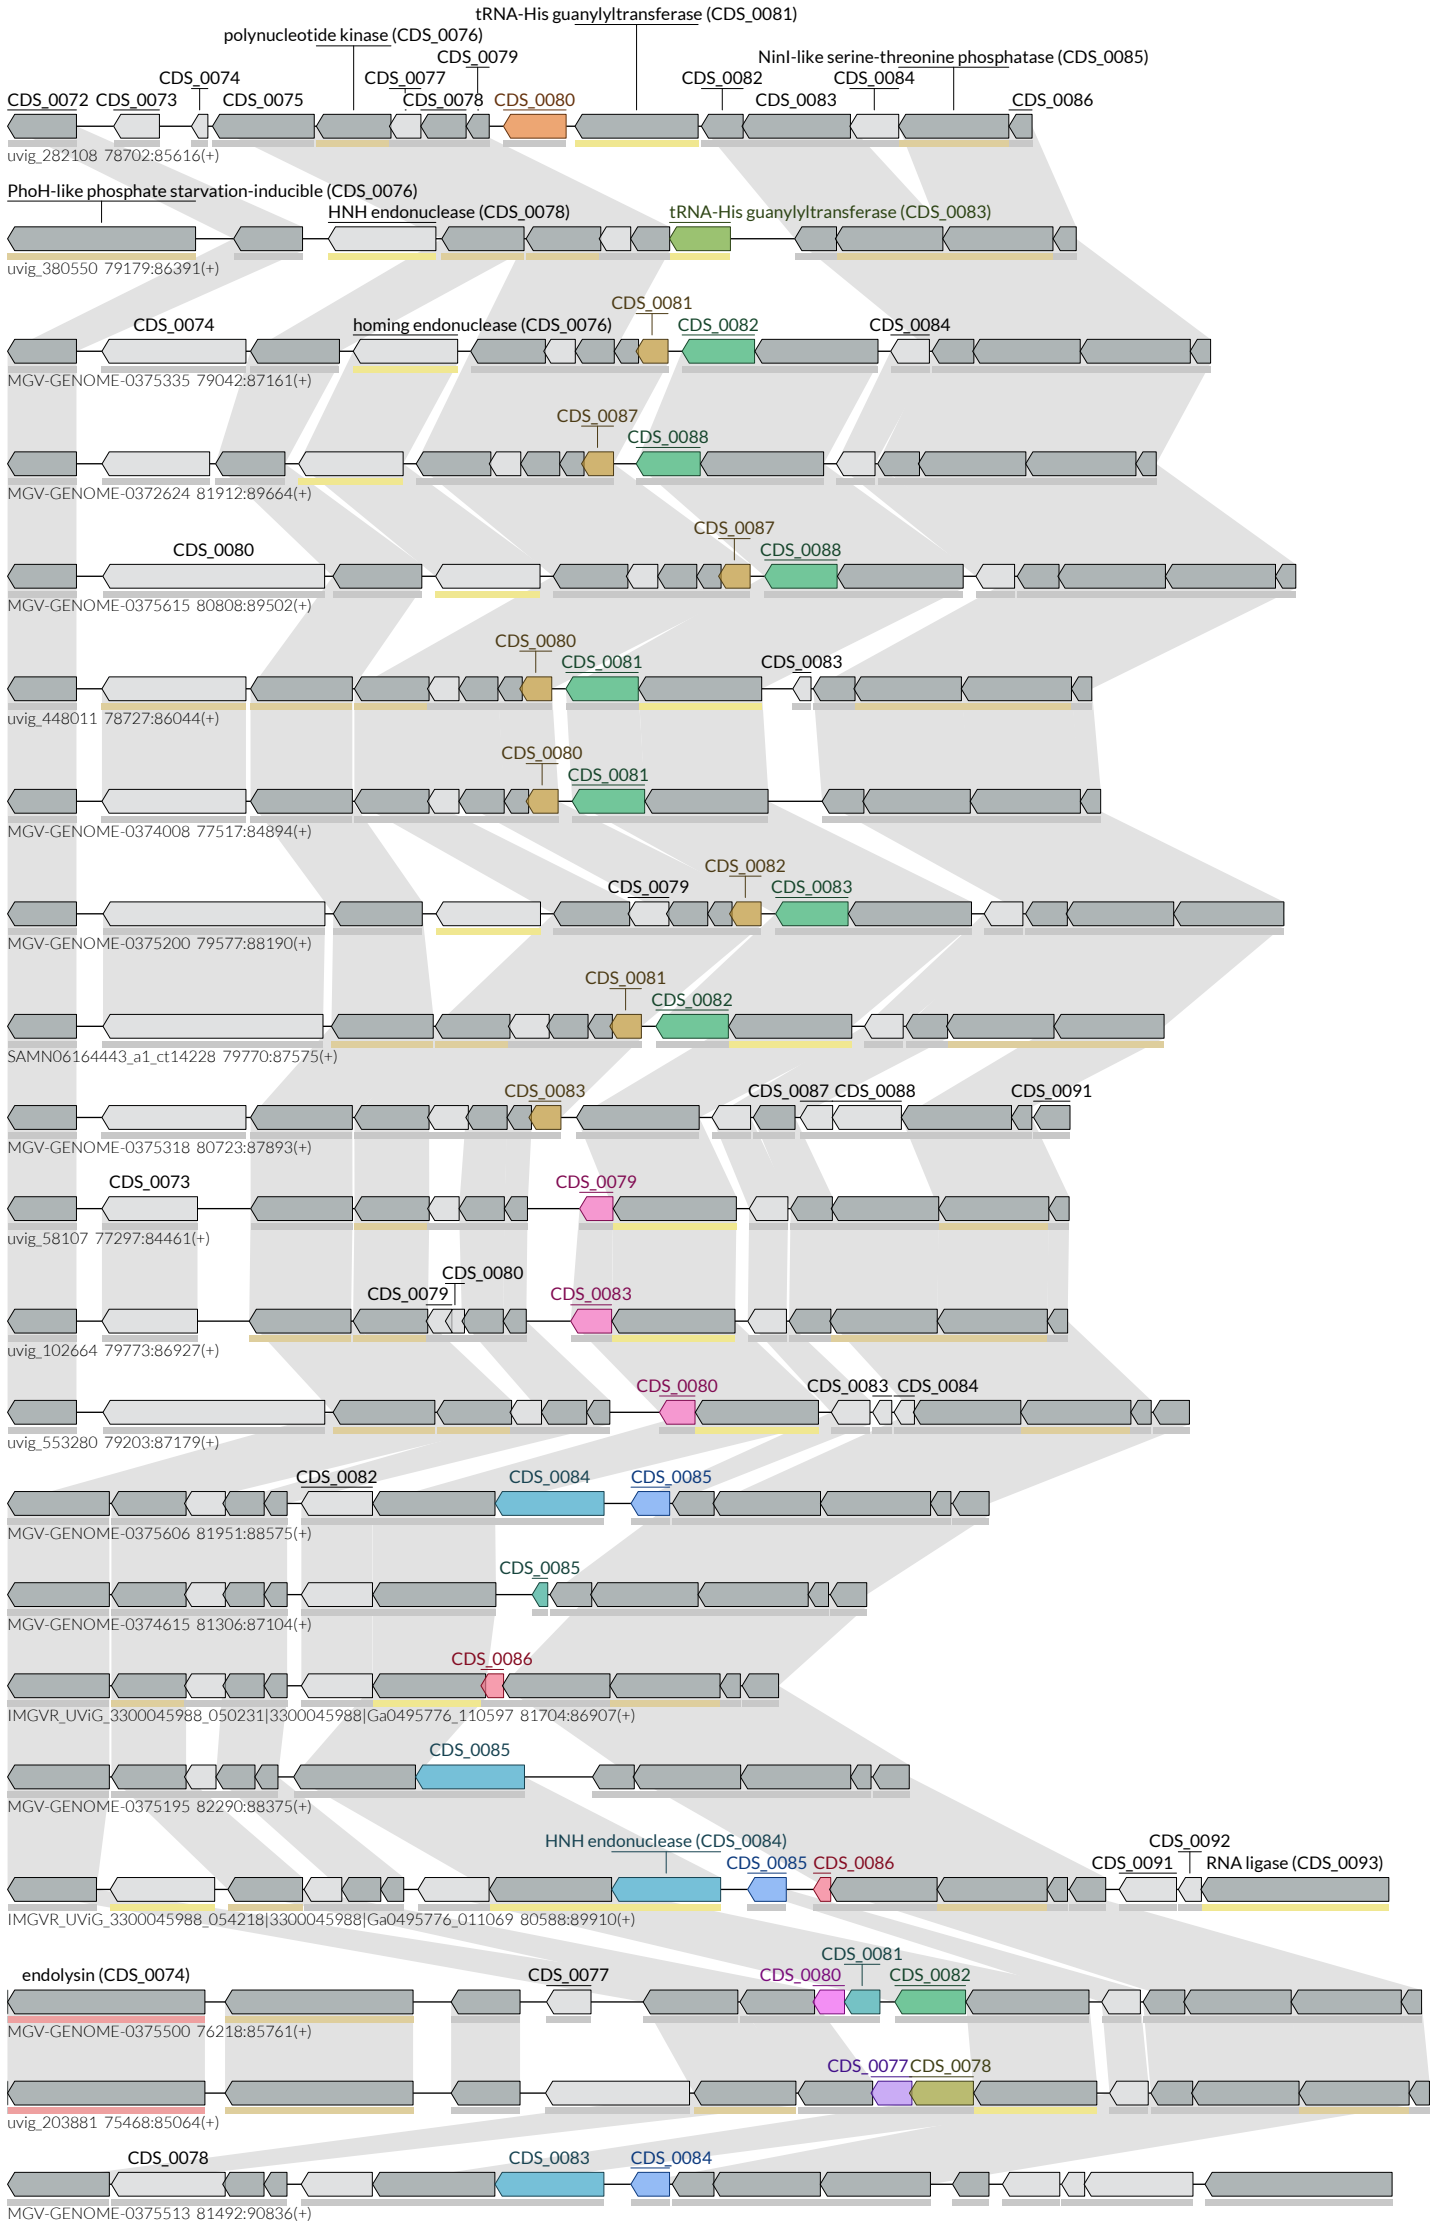 tRNA-His guanylyltransferase (CDS_0081)
polynucleotide kinase (CDS_0076)
CDS_0079 NinI-like serine-threonine phosphatase (CDS_0085)
CDS_0074 CDS_0077 CDS_0082 CDS_0084
CDS_0072 CDS_0073 CDS_0075 CDS_0078 CDS_0080 CDS_0083 CDS_0086
uvig_282108 78702:85616(+)
PhoH-like phosphate starvation-inducible (CDS_0076)
HNH endonuclease (CDS_0078) tRNA-His guanylyltransferase (CDS_0083)
uvig_380550 79179:86391(+)
CDS_0081
CDS_0074 homing endonuclease (CDS_0076) CDS_0082 CDS_0084
MGV-GENOME-0375335 79042:87161(+)
CDS_0087
CDS_0088
MGV-GENOME-0372624 81912:89664(+)
CDS_0087
CDS_0080 CDS_0088
MGV-GENOME-0375615 80808:89502(+)
CDS_0080
CDS_0081 CDS_0083
uvig_448011 78727:86044(+)
CDS_0080
CDS_0081
MGV-GENOME-0374008 77517:84894(+)
CDS_0082
CDS_0079 CDS_0083
MGV-GENOME-0375200 79577:88190(+)
CDS_0081
CDS_0082
SAMN06164443_a1_ct14228 79770:87575(+)
CDS_0083 CDS_0087 CDS_0088 CDS_0091
MGV-GENOME-0375318 80723:87893(+)
CDS_0073 CDS_0079
uvig_58107 77297:84461(+)
CDS_0080
CDS_0079 CDS_0083
uvig_102664 79773:86927(+)
CDS_0080 CDS_0083 CDS_0084
uvig_553280 79203:87179(+)
CDS_0082 CDS_0084 CDS_0085
MGV-GENOME-0375606 81951:88575(+)
CDS_0085
MGV-GENOME-0374615 81306:87104(+)
CDS_0086
IMGVR_UViG_3300045988_050231|3300045988|Ga0495776_110597 81704:86907(+)
CDS_0085
MGV-GENOME-0375195 82290:88375(+)
HNH endonuclease (CDS_0084) CDS_0092
CDS_0085 CDS_0086 CDS_0091 RNA ligase (CDS_0093)
IMGVR_UViG_3300045988_054218|3300045988|Ga0495776_011069 80588:89910(+)
CDS_0081
endolysin (CDS_0074) CDS_0077 CDS_0080 CDS_0082
MGV-GENOME-0375500 76218:85761(+)
CDS_0077 CDS_0078
uvig_203881 75468:85064(+)
CDS_0078 CDS_0083 CDS_0084
MGV-GENOME-0375513 81492:90836(+)